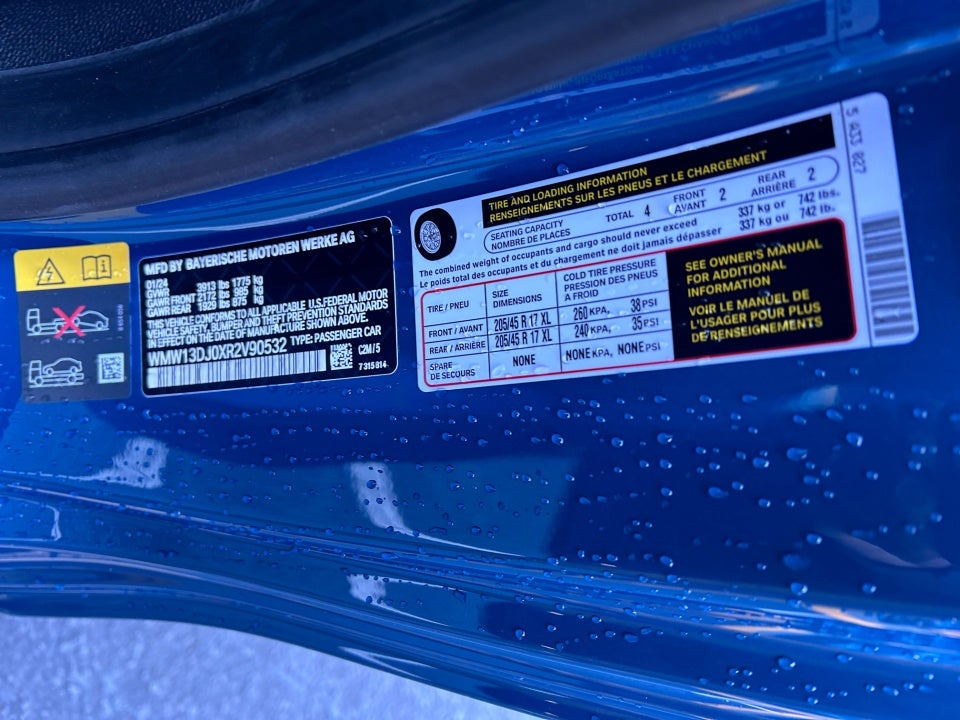 MFD BY BAYERISCHE MOTOREN WERKE AG
01/24
GVWR 3913 lbs 1775 kg
GAWR FRONT 2172 lbs 985 kg
GAWR REAR 1929 lbs 875 kg
THIS VEHICLE CONFORMS TO ALL APPLICABLE U.S. FEDERAL MOTOR
VEHICLE SAFETY, BUMPER AND THEFT PREVENTION STANDARDS
IN EFFECT ON THE DATE OF MANUFACTURE SHOWN ABOVE.
WMW13DJ0XR2V90532 TYPE: PASSENGER CAR
C2M / 5
7 315 014
TIRE AND LOADING INFORMATION
RENSEIGNEMENTS SUR LES PNEUS ET LE CHARGEMENT
SEATING CAPACITY
NOMBRE DE PLACES
TOTAL 4
FRONT
AVANT 2
REAR
ARRIÈRE 2
The combined weight of occupants and cargo should never exceed 337 kg or 742 lbs.
Le poids total des occupants et du chargement ne doit jamais dépasser 337 kg ou 742 lb.
TIRE / PNEU
SIZE
DIMENSIONS
COLD TIRE PRESSURE
PRESSION DES PNEUS
A FROID
FRONT / AVANT 205/45 R 17 XL 260 KPA, 38 PSI
REAR / ARRIÈRE 205/45 R 17 XL 240 KPA, 35 PSI
SPARE
DE SECOURS
NONE NONE KPA, NONE PSI
SEE OWNER'S MANUAL
FOR ADDITIONAL
INFORMATION
VOIR LE MANUEL DE
L'USAGER POUR PLUS
DE RENSEIGNEMENTS